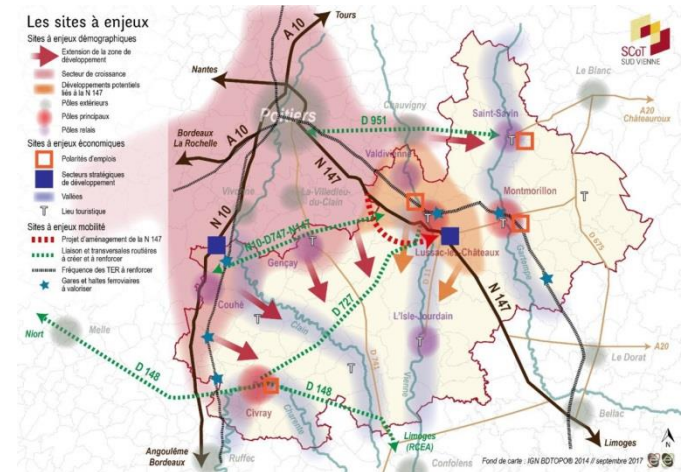 Les sites à enjeux
Sites à enjeux démographiques
Extension de la zone de
développement
Secteur de croissance
Développements potentiels
liés à la N 147
Pôles extérieurs
Pôles principaux
Pôles relais
Sites à enjeux économiques
Polarités d'emplois
Secteurs stratégiques
de développement
Vallées
T
Lieu touristique
Sites à enjeux mobilité
Projet d'aménagement de la N 147
Liaison et transversales routières
à créer et à renforcer
Fréquence des TER à renforcer
Gares et haltes ferroviaires
à valoriser
Tours
A 10
Nantes
Poitiers
Bordeaux
La Rochelle
A 10
N 10
N 147
D 951
Chauvigny
Saint-Savin
T
Le Blanc
A20
Châteauroux
SCoT
SUD VIENNE
Valdivienne
Vivonne
La-Villedieu-
du-Clain
T
Montmorillon
T
T
N10-D747-N147
Gençay
T
Lussac-les-Châteaux
D 11
Gartempe
D 675
Couhé
Clain
T
D 727
L'Isle-Jourdain
T
N 147
T
A20
Niort
Melle
D 148
D 741
T
Vienne
Le Dorat
Civray
D 148
Charente
Limoges
(RCEA)
Bellac
Limoges
Angoulême
Bordeaux
Ruffec
Confolens
N
Fond de carte : IGN BDTOPO® 2014 // septembre 2017